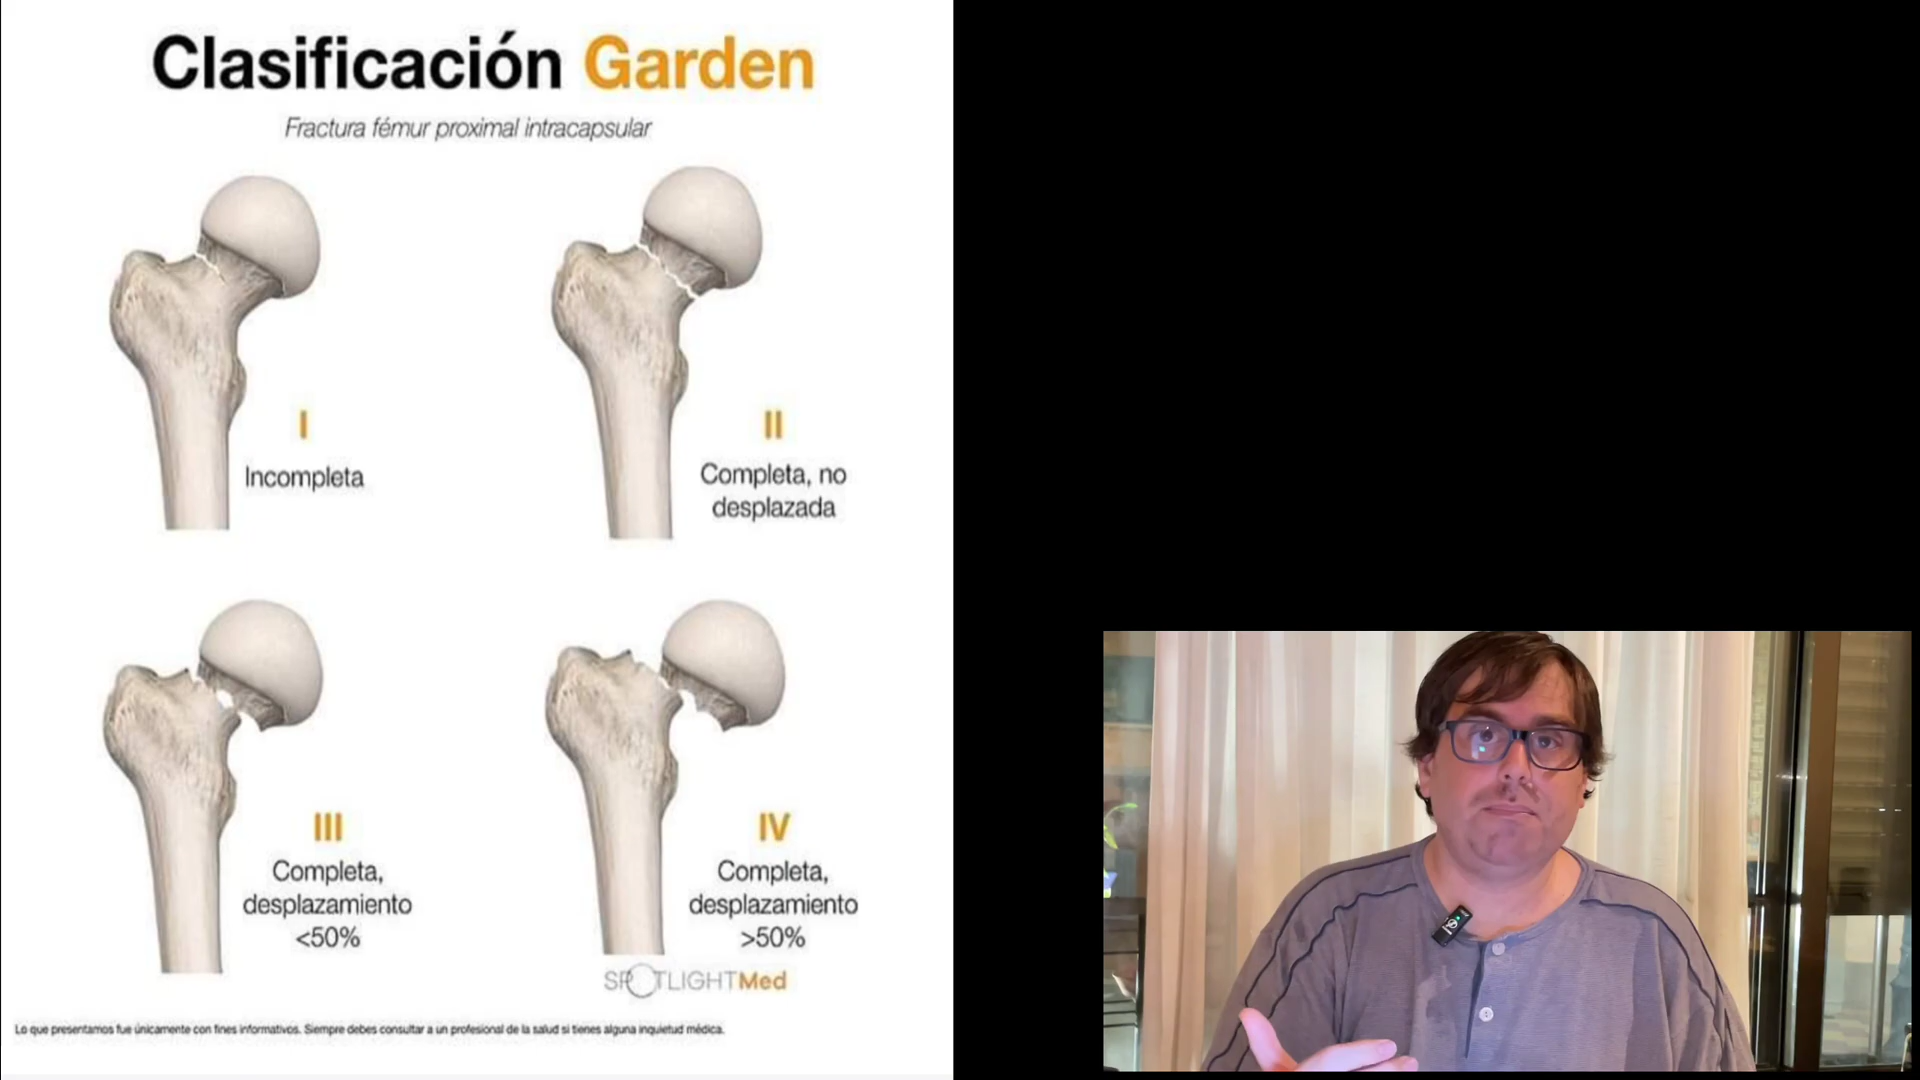 Clasificación Garden
Fractura fémur proximal intracapsular
I
Incompleta
II
Completa, no
desplazada
III
Completa,
desplazamiento
<50%
IV
Completa,
desplazamiento
>50%
SPOTLIGHTMed
Lo que presentamos fue únicamente con fines informativos. Siempre debes consultar a un profesional de la salud si tienes alguna inquietud médica.